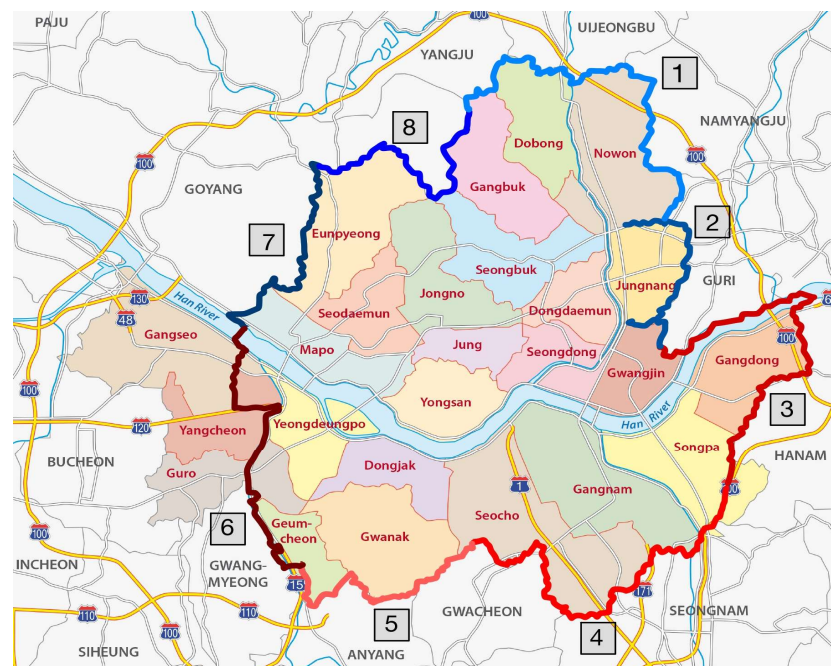 PAJU
UIJEONGBU
100
YANGJU
1
8
NAMYANGJU
Dobong
Nowon
100
100
GOYANG
Gangbuk
7
2
Eunpyeong
Seongbuk
Jungnang
GURI
Jongno
130
Han River
48
Seodaemun
Dongdaemun
Gangseo
Mapo
Jung
Seongdong
100
Gwangjin
Gangdong
100
Yongsan
3
120
Yangcheon
Yeongdeungpo
Han River
Songpa
BUCHEON
Dongjak
HANAM
Guro
1
Gangnam
6
Geum-
cheon
Gwanak
Seocho
100
INCHEON
GWANG-
MYEONG
15
171
110
110
5
GWACHEON
4
SEONGNAM
100
SIHEUNG
ANYANG